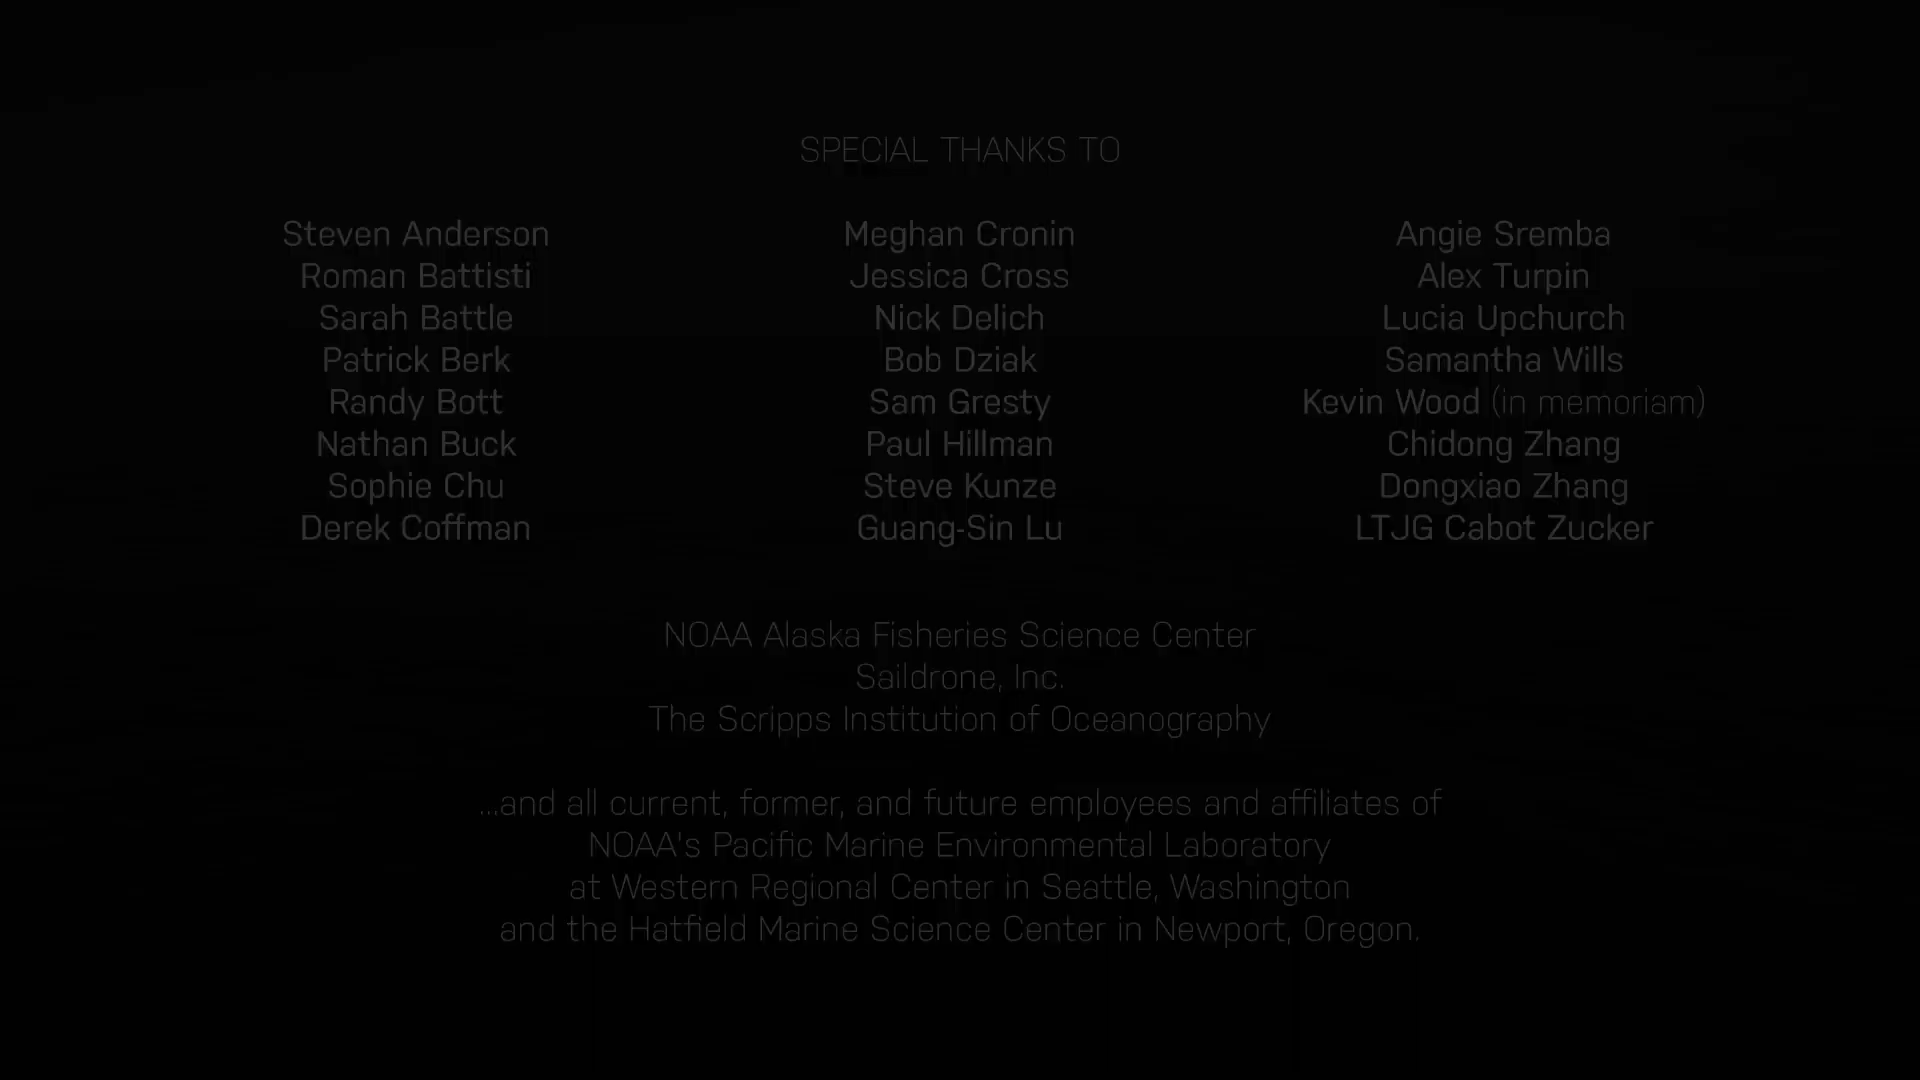 SPECIAL THANKS TO
Steven Anderson
Roman Battisti
Sarah Battle
Patrick Berk
Randy Bott
Nathan Buck
Sophie Chu
Derek Coffman
Meghan Cronin
Jessica Cross
Nick Delich
Bob Dziak
Sam Gresty
Paul Hillman
Steve Kunze
Guang-Sin Lu
Angie Sremba
Alex Turpin
Lucia Upchurch
Samantha Wills
Kevin Wood (in memoriam)
Chidong Zhang
Dongxiao Zhang
LTJG Cabot Zucker
NOAA Alaska Fisheries Science Center
Saildrone, Inc.
The Scripps Institution of Oceanography
...and all current, former, and future employees and affiliates of
NOAA's Pacific Marine Environmental Laboratory
at Western Regional Center in Seattle, Washington
and the Hatfield Marine Science Center in Newport, Oregon.